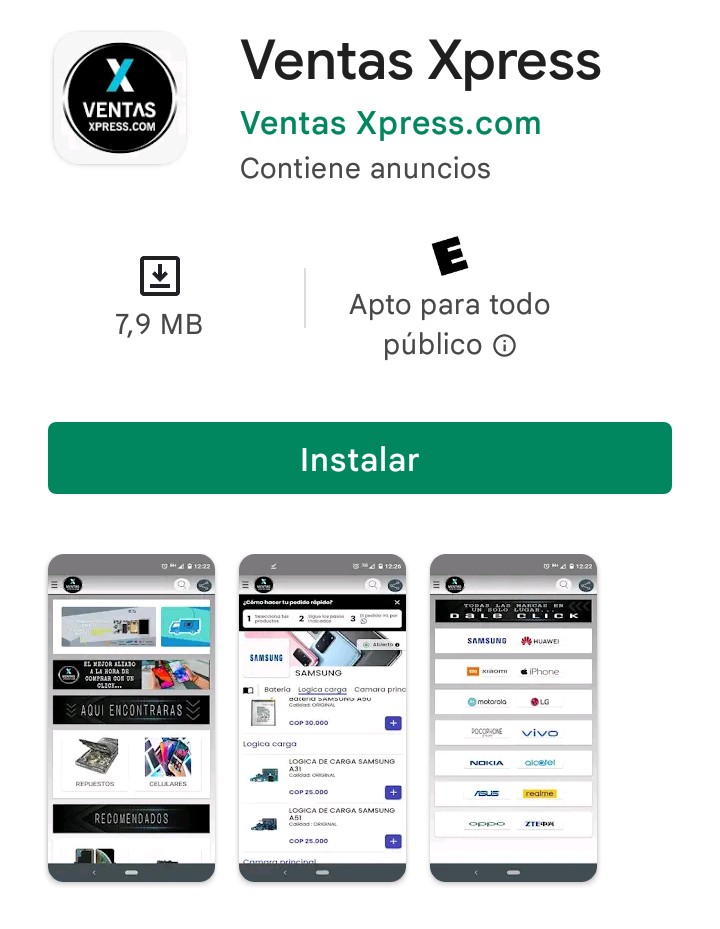 X
VENTAS
XPRESS.COM
Ventas Xpress
Ventas Xpress.com
Contiene anuncios
E
7,9 MB
Apto para todo
público
Instalar
12:22
EL MEJOR ALIADO
A LA HORA DE
COMPRAR CON UN
CLICK...
AQUI ENCONTRARAS
REPUESTOS
CELULARES
RECOMENDADOS
12:26
¿Cómo hacer tu pedido rápido?
1 Selecciona tus productos
2 Sigue los pasos indicados
3
Abierto
SAMSUNG
SAMSUNG
Batería Logica carga Camara princ
Bateria SAMSUNG A50
Calidad: ORIGINAL
COP 30.000
Logica carga
LOGICA DE CARGA SAMSUNG
A31
Calidad: ORIGINAL
COP 25.000
LOGICA DE CARGA SAMSUNG
A51
Calidad: ORIGINAL
COP 25.000
Camara principal
12:22
TODAS LAS MARCAS EN
UN SOLO LUGAR...
DALE CLICK
SAMSUNG HUAWEI
xiaomi iPhone
motorola LG
POCOPHONE vivo
NOKIA alcatel
ASUS realme
oppo ZTE中兴